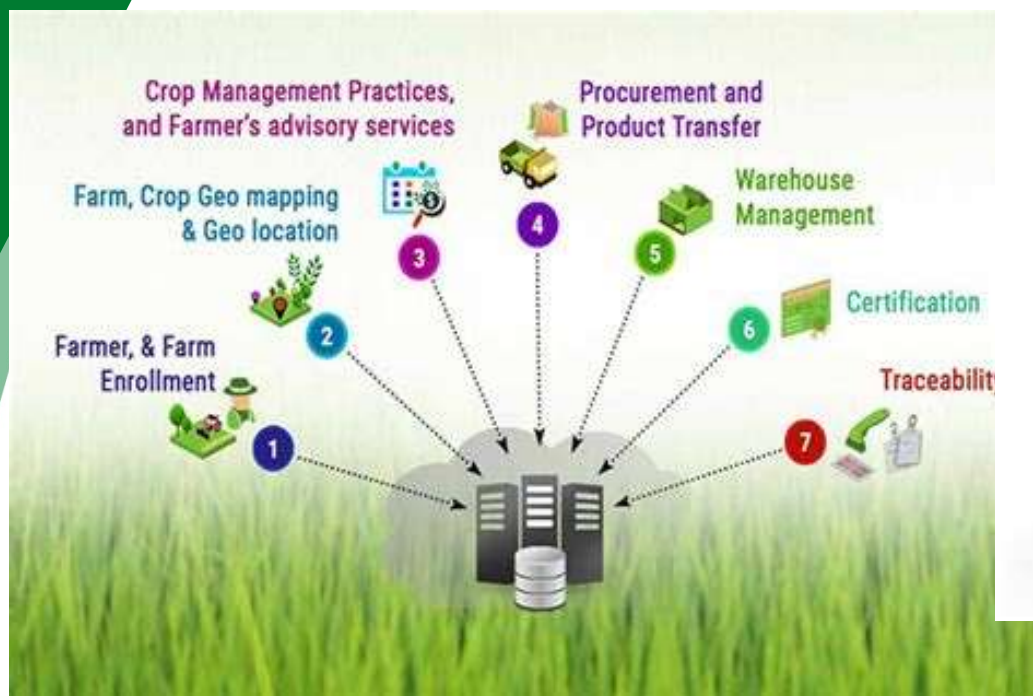 Crop Management Practices,
and Farmer's advisory services
Procurement and
Product Transfer
Farm, Crop Geo mapping
& Geo location
Warehouse
Management
Farmer, & Farm
Enrollment
Certification
Traceability
1
2
3
4
5
6
7